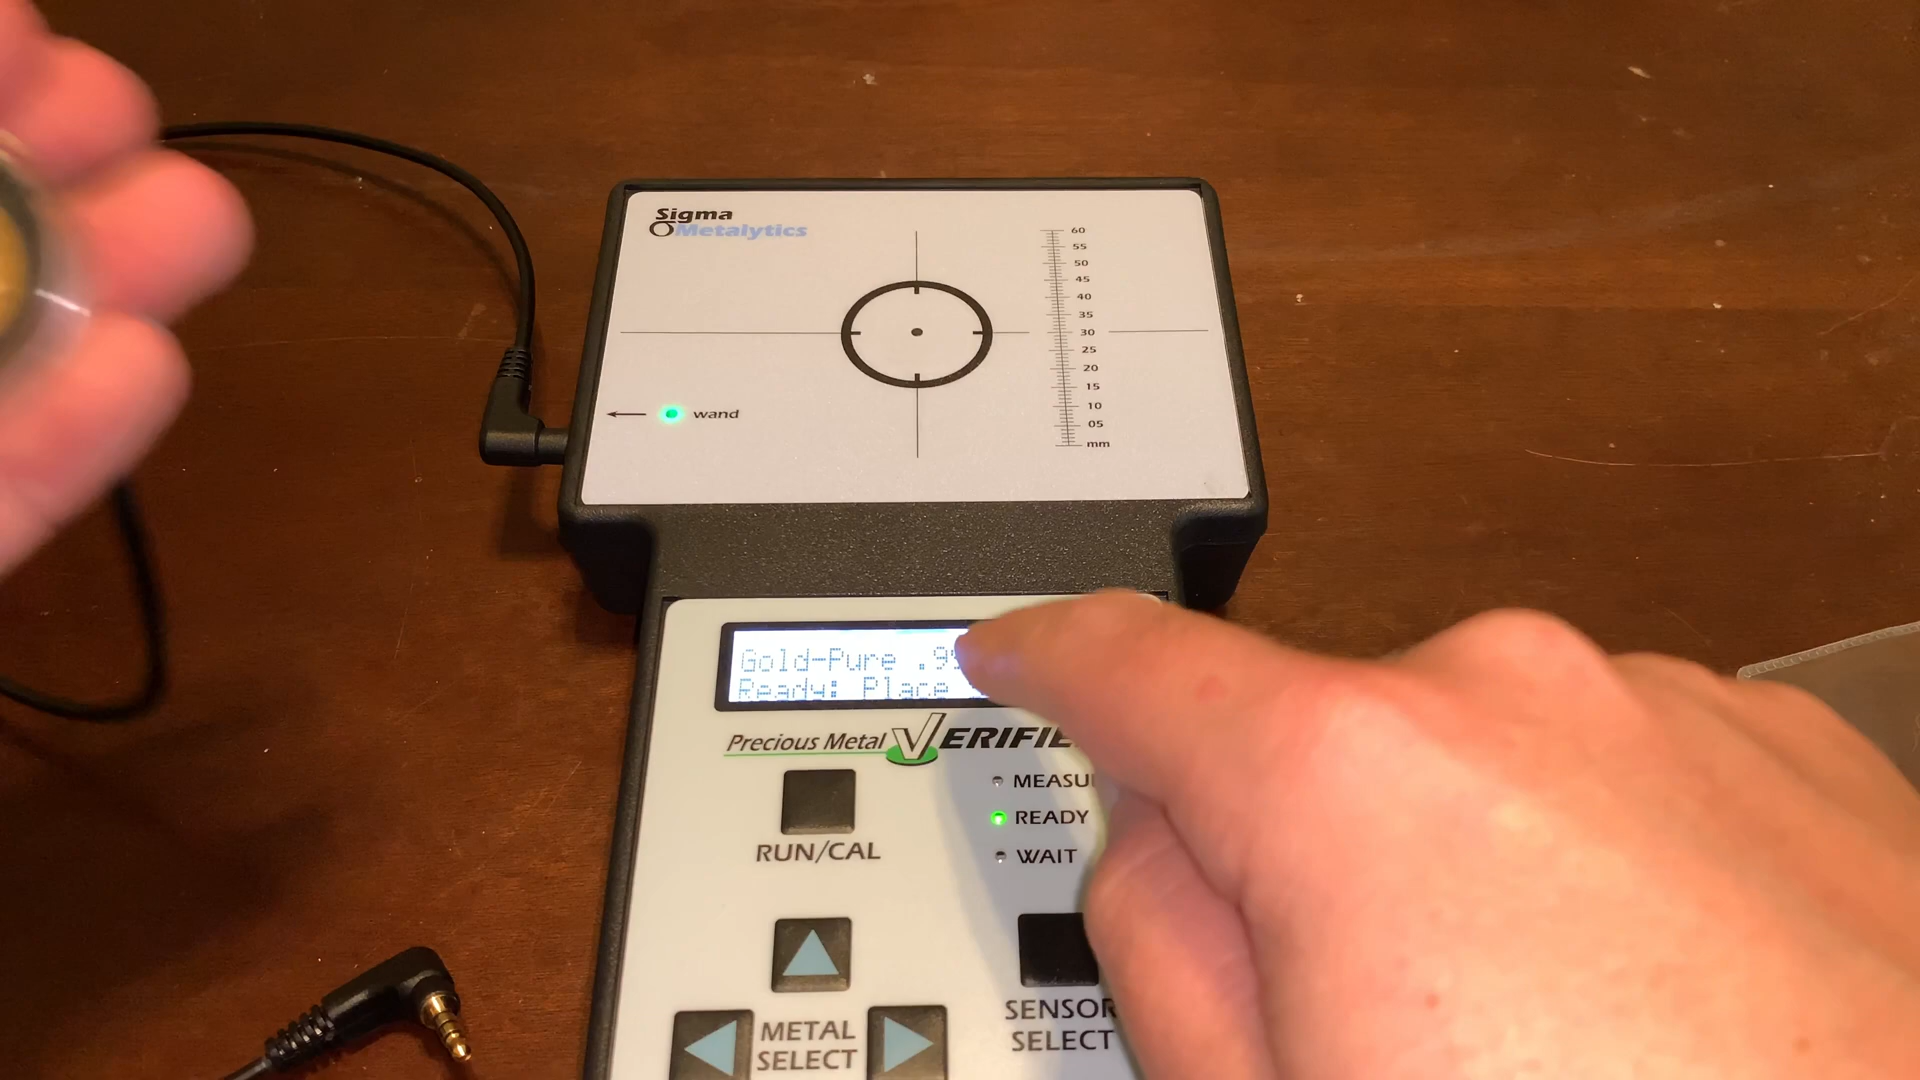 Sigma
Metalytics
60
55
50
45
40
35
30
25
20
15
10
05
mm
wand
Gold-Pure
Ready: Place
Precious Metal
READY
RUN/CAL
WAIT
SENSOR
SELECT
METAL
SELECT